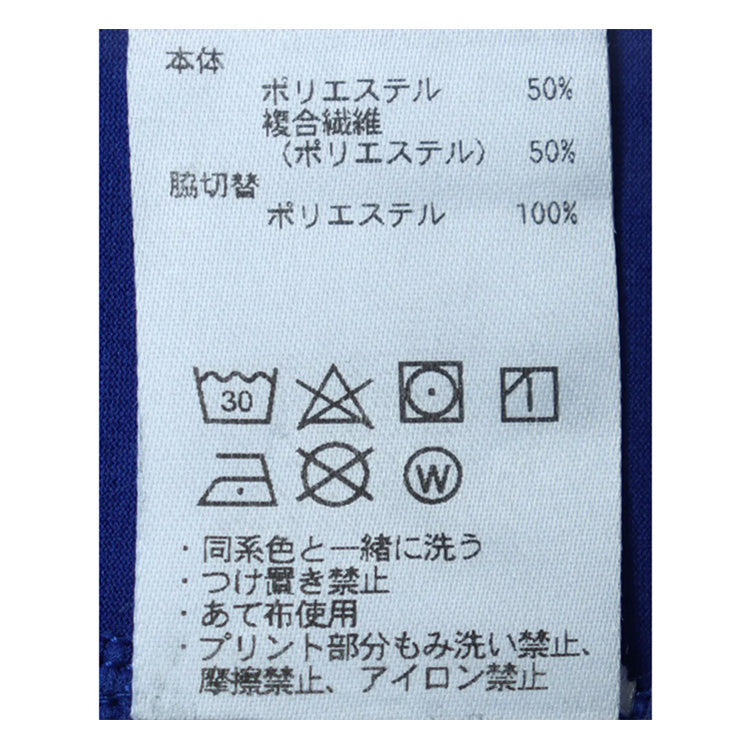 本体
ポリエステル 50%
複合繊維
(ポリエステル) 50%
脇切替
ポリエステル 100%
30
W
・同系色と一緒に洗う
・つけ置き禁止
・あて布使用
・プリント部分もみ洗い禁止、
摩擦禁止、アイロン禁止